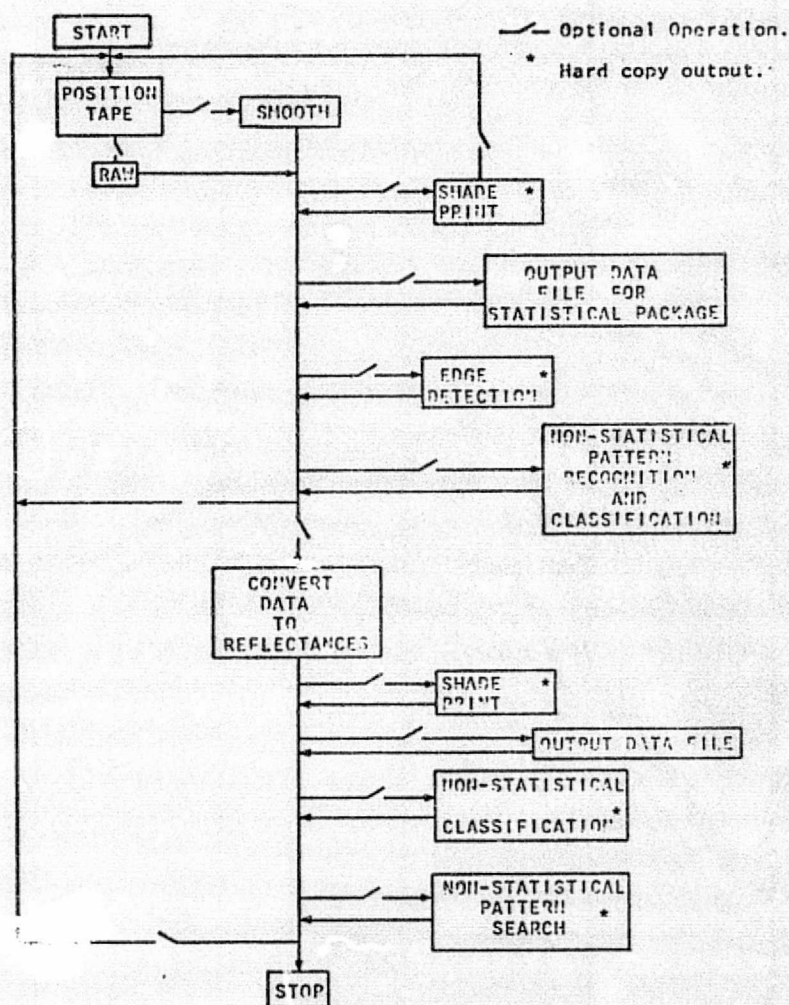 START
Optional Operation.
* Hard copy output.
POSITION
TAPE
SMOOTH
RAW
SHADE *
PRINT
OUTPUT DATA
FILE FOR
STATISTICAL PACKAGE
EDGE *
DETECTION
NON-STATISTICAL
PATTERN
RECOGNITION *
AND
CLASSIFICATION
CONVERT
DATA
TO
REFLECTANCES
SHADE *
PRINT
OUTPUT DATA FILE
NON-STATISTICAL
CLASSIFICATION *
NON-STATISTICAL
PATTERN
SEARCH *
STOP